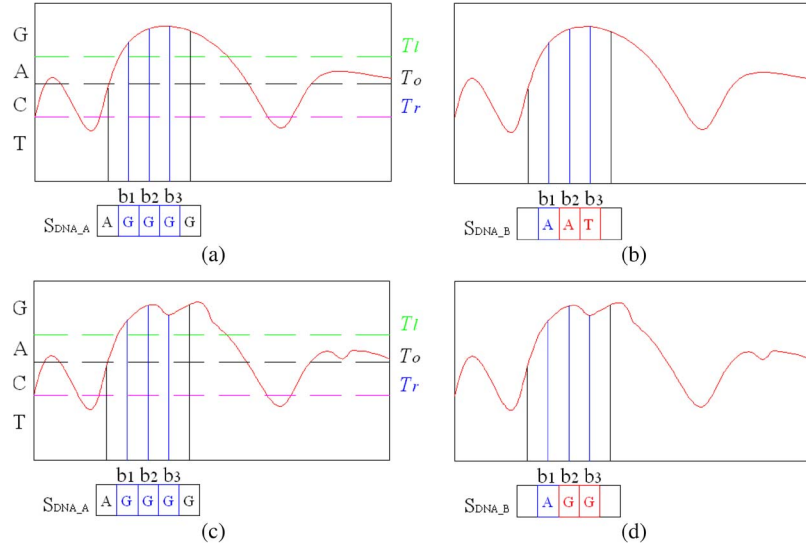 G
A
C
T
Tl
To
Tr
b1 b2 b3
SDNA_A A G G G G
(a)
b1 b2 b3
SDNA_B A A T
(b)
G
A
C
T
Tl
To
Tr
b1 b2 b3
SDNA_A A G G G G
(c)
b1 b2 b3
SDNA_B A G G
(d)